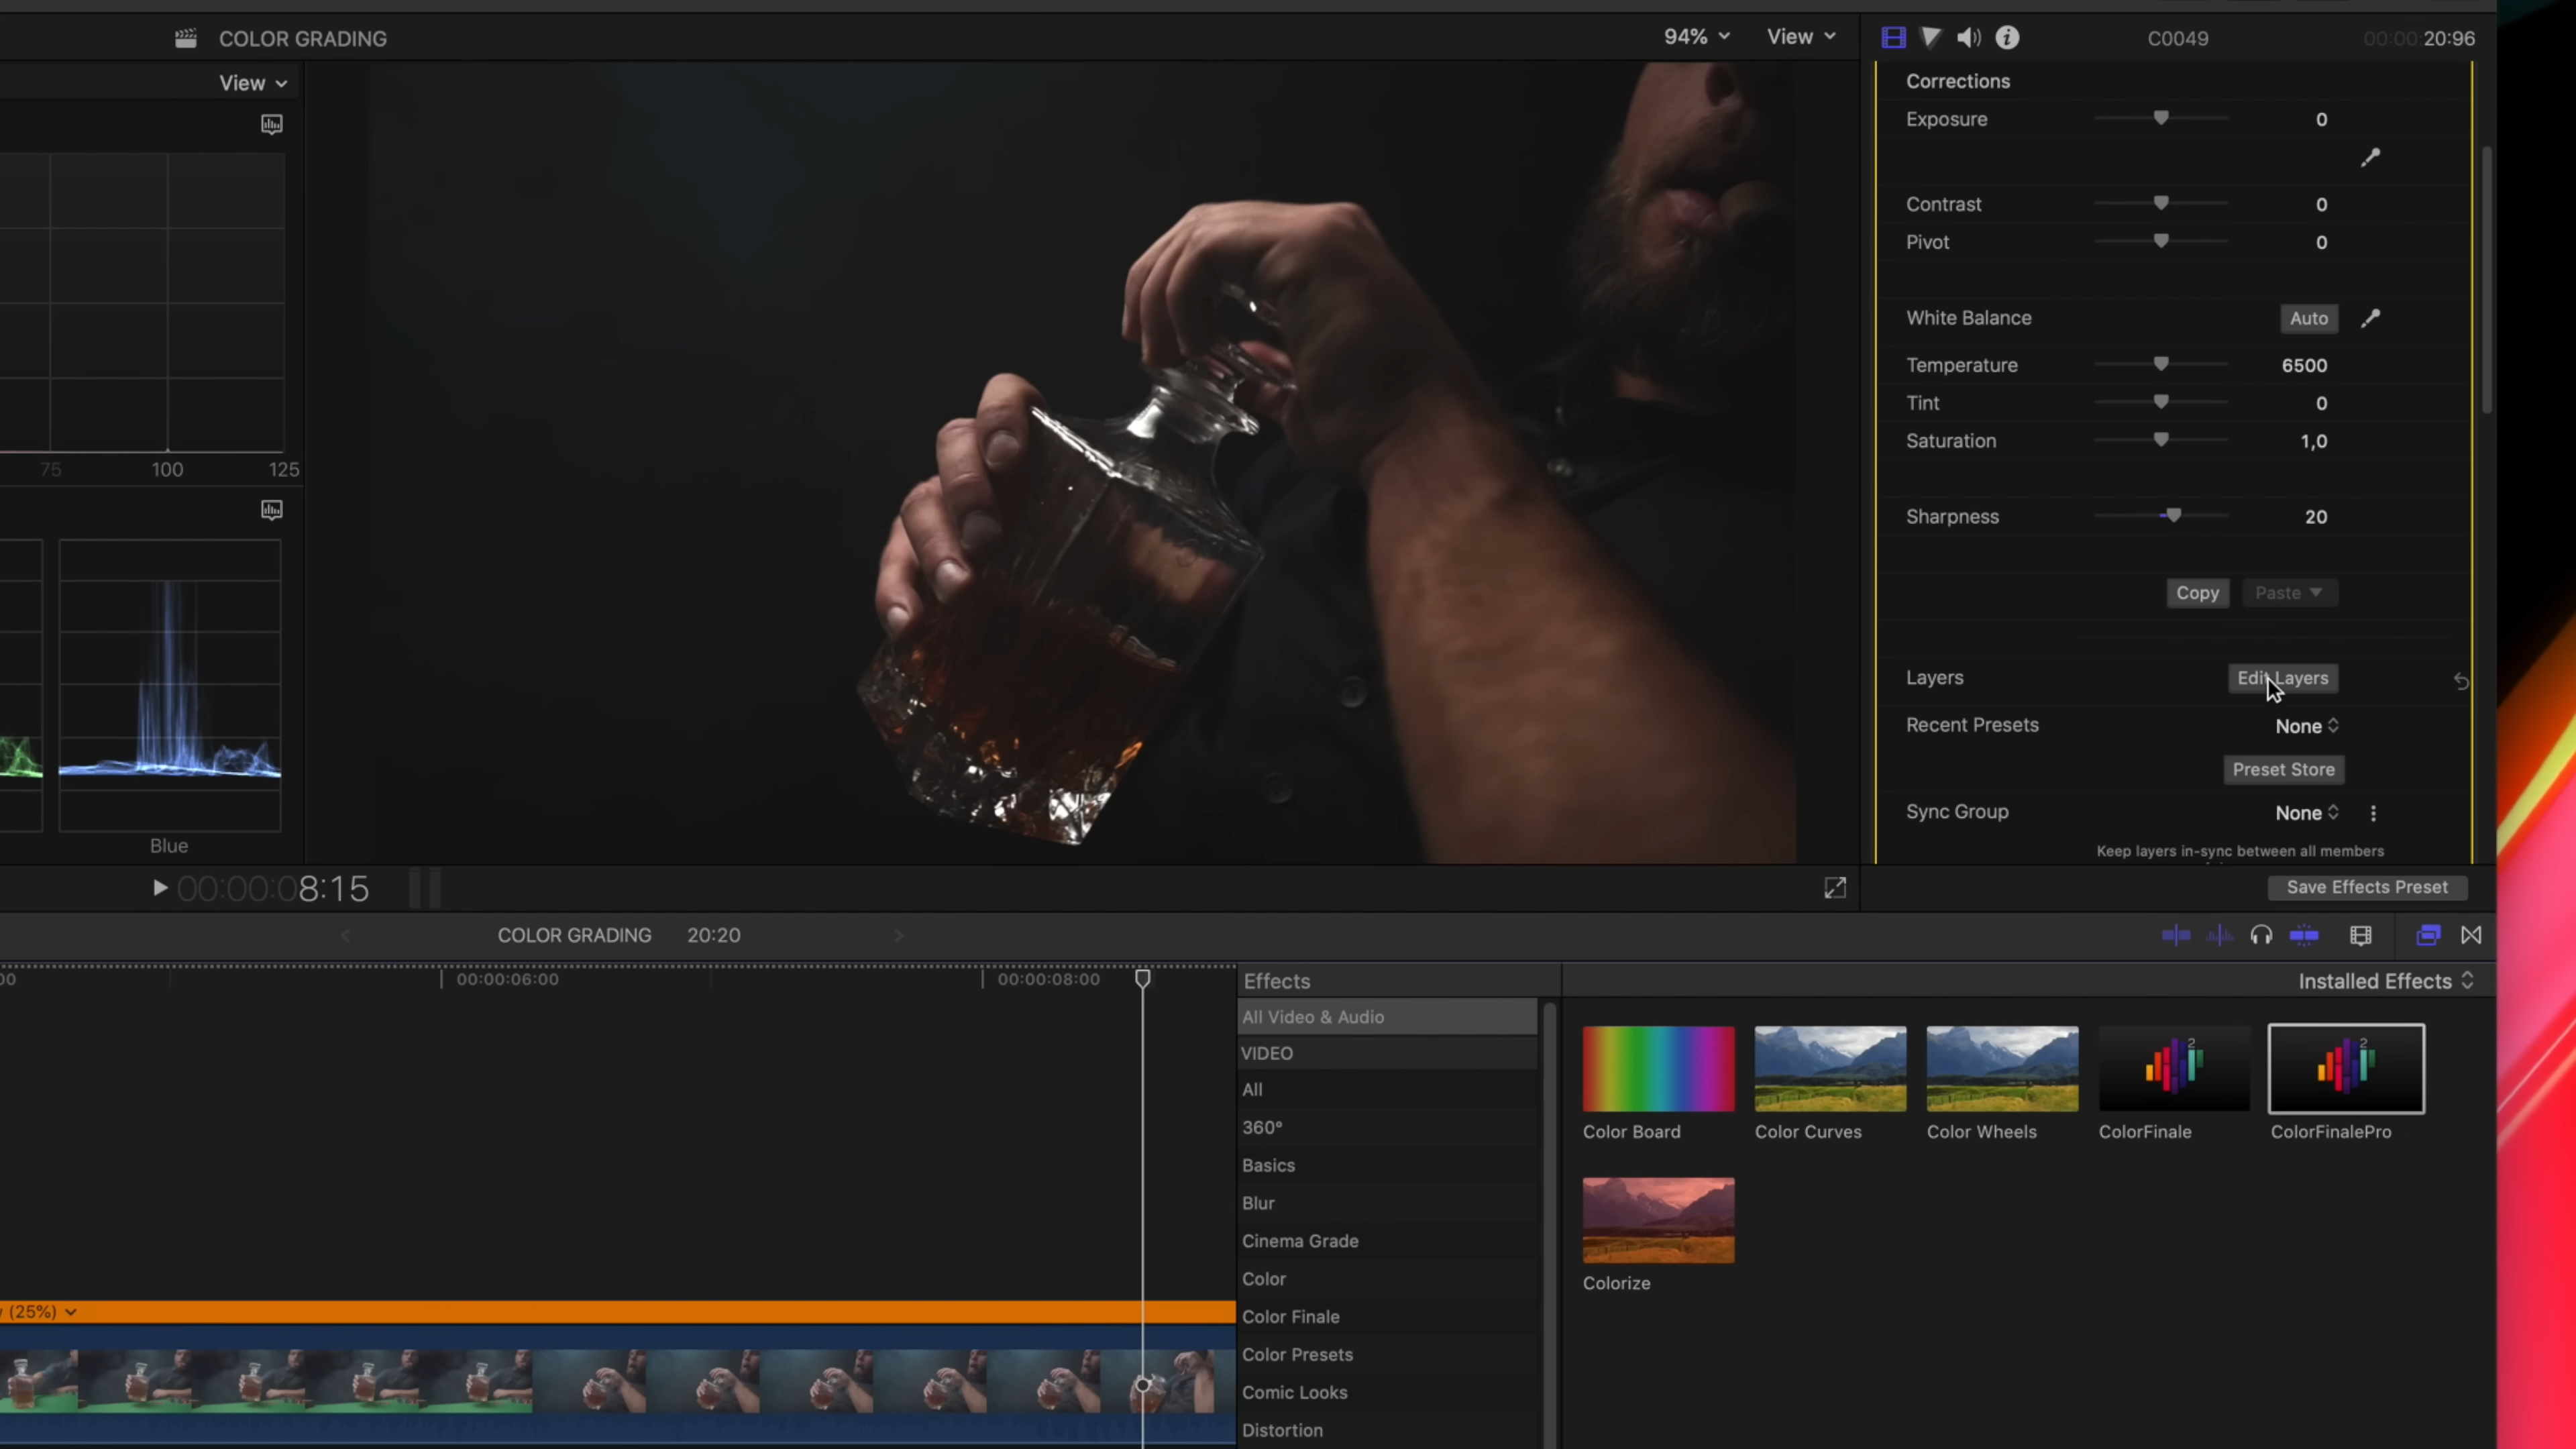 COLOR GRADING
94%
View
C0049
00:00:20:96
View
75
100
125
Blue
Corrections
Exposure
0
Contrast
0
Pivot
0
White Balance
Auto
Temperature
6500
Tint
0
Saturation
1,0
Sharpness
20
Copy
Paste
Layers
Edit Layers
Recent Presets
None
Preset Store
Sync Group
None
Keep layers in-sync between all members
00:00:08:15
Save Effects Preset
COLOR GRADING
20:20
00
00:00:06:00
00:00:08:00
(25%)
Effects
All Video & Audio
VIDEO
All
360°
Basics
Blur
Cinema Grade
Color
Color Finale
Color Presets
Comic Looks
Distortion
Installed Effects
2
2
Color Board
Color Curves
Color Wheels
ColorFinale
ColorFinalePro
Colorize